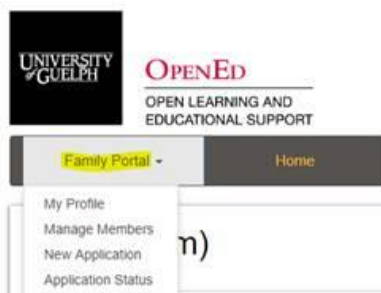 UNIVERSITY
of GUELPH
OPENED
OPEN LEARNING AND
EDUCATIONAL SUPPORT
Family Portal
Home
My Profile
Manage Members
New Application
Application Status
m)